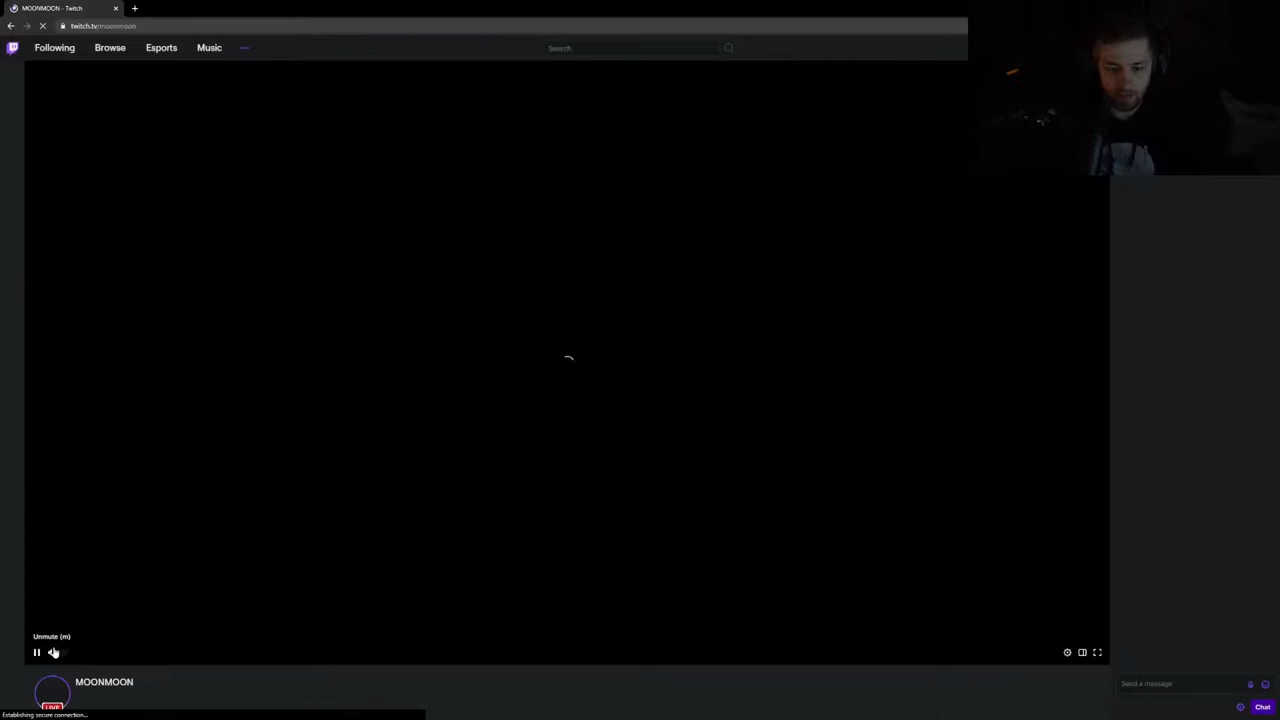 MOONMOON - Twitch
twitch.tv/moonmoon
Following Browse Esports Music
Search
Unmute (m)
MOONMOON
LIVE
Send a message
Chat
Establishing secure connection...